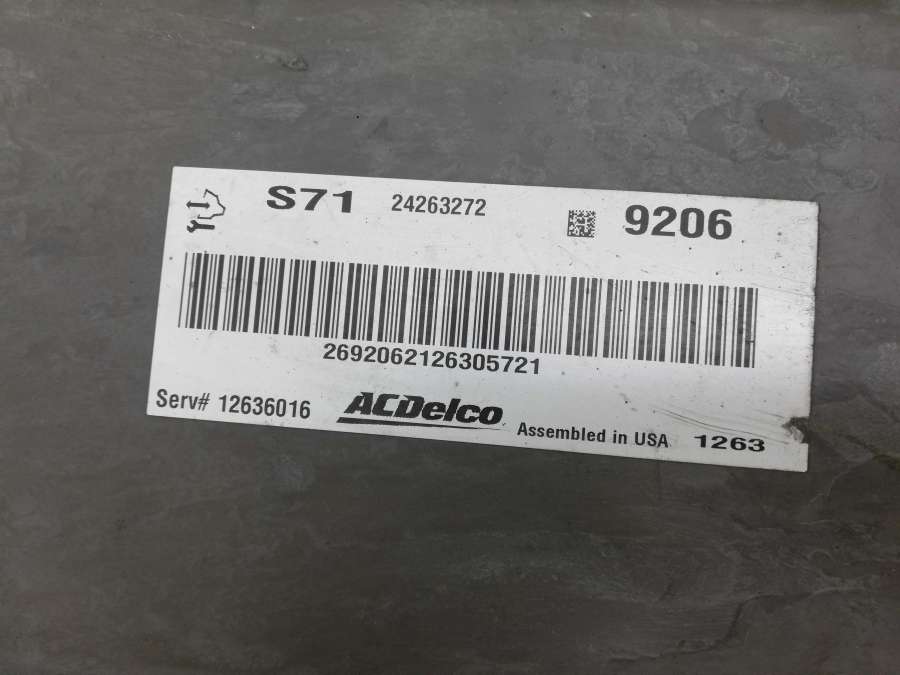 S71 24263272 9206
2692062126305721
Serv# 12636016 ACDelco Assembled in USA 1263